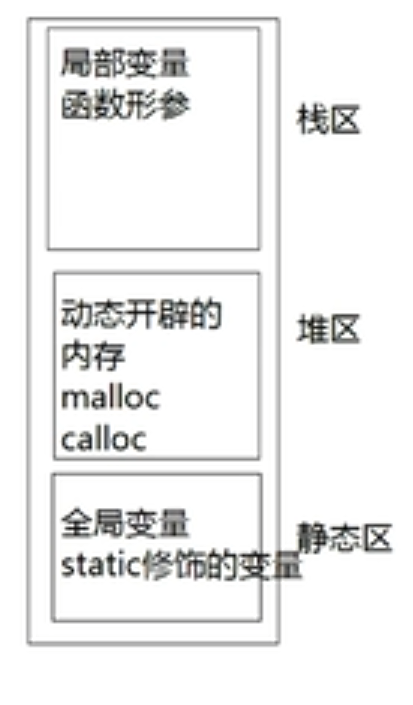 局部变量
函数形参
栈区
动态开辟的
内存
malloc
calloc
堆区
全局变量
static修饰的变量
静态区